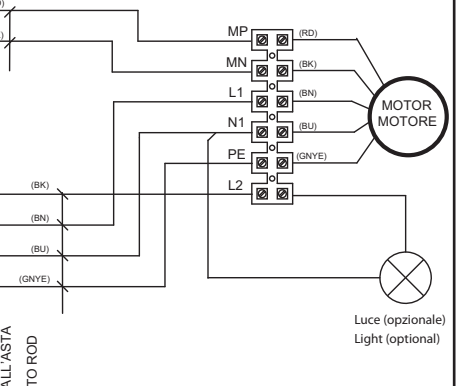 MP
(RD)
MN
(BK)
L1
(BN)
N1
(BU)
PE
(GNYE)
L2
MOTOR
MOTORE
(BK)
(BN)
(BU)
(GNYE)
Luce (opzionale)
Light (optional)
ALL'ASTA
TO ROD